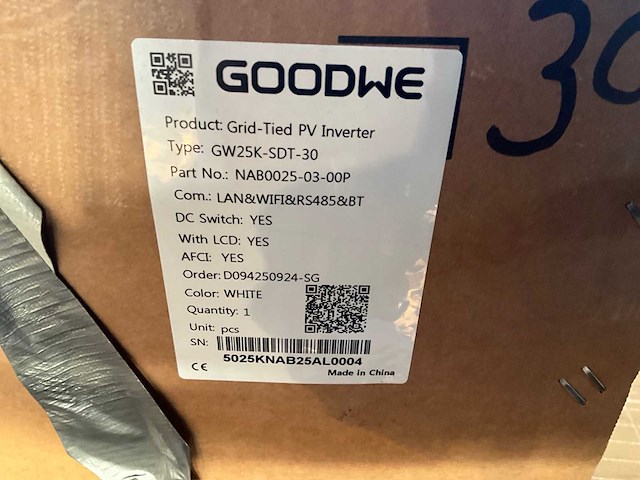 GOODWE
30
Product: Grid-Tied PV Inverter
Type: GW25K-SDT-30
Part No.: NAB0025-03-00P
Com.: LAN&WIFI&RS485&BT
DC Switch: YES
With LCD: YES
AFCI: YES
Order: D094250924-SG
Color: WHITE
Quantity: 1
Unit: pcs
SN:
5025KNAB25AL0004
CE
Made in China